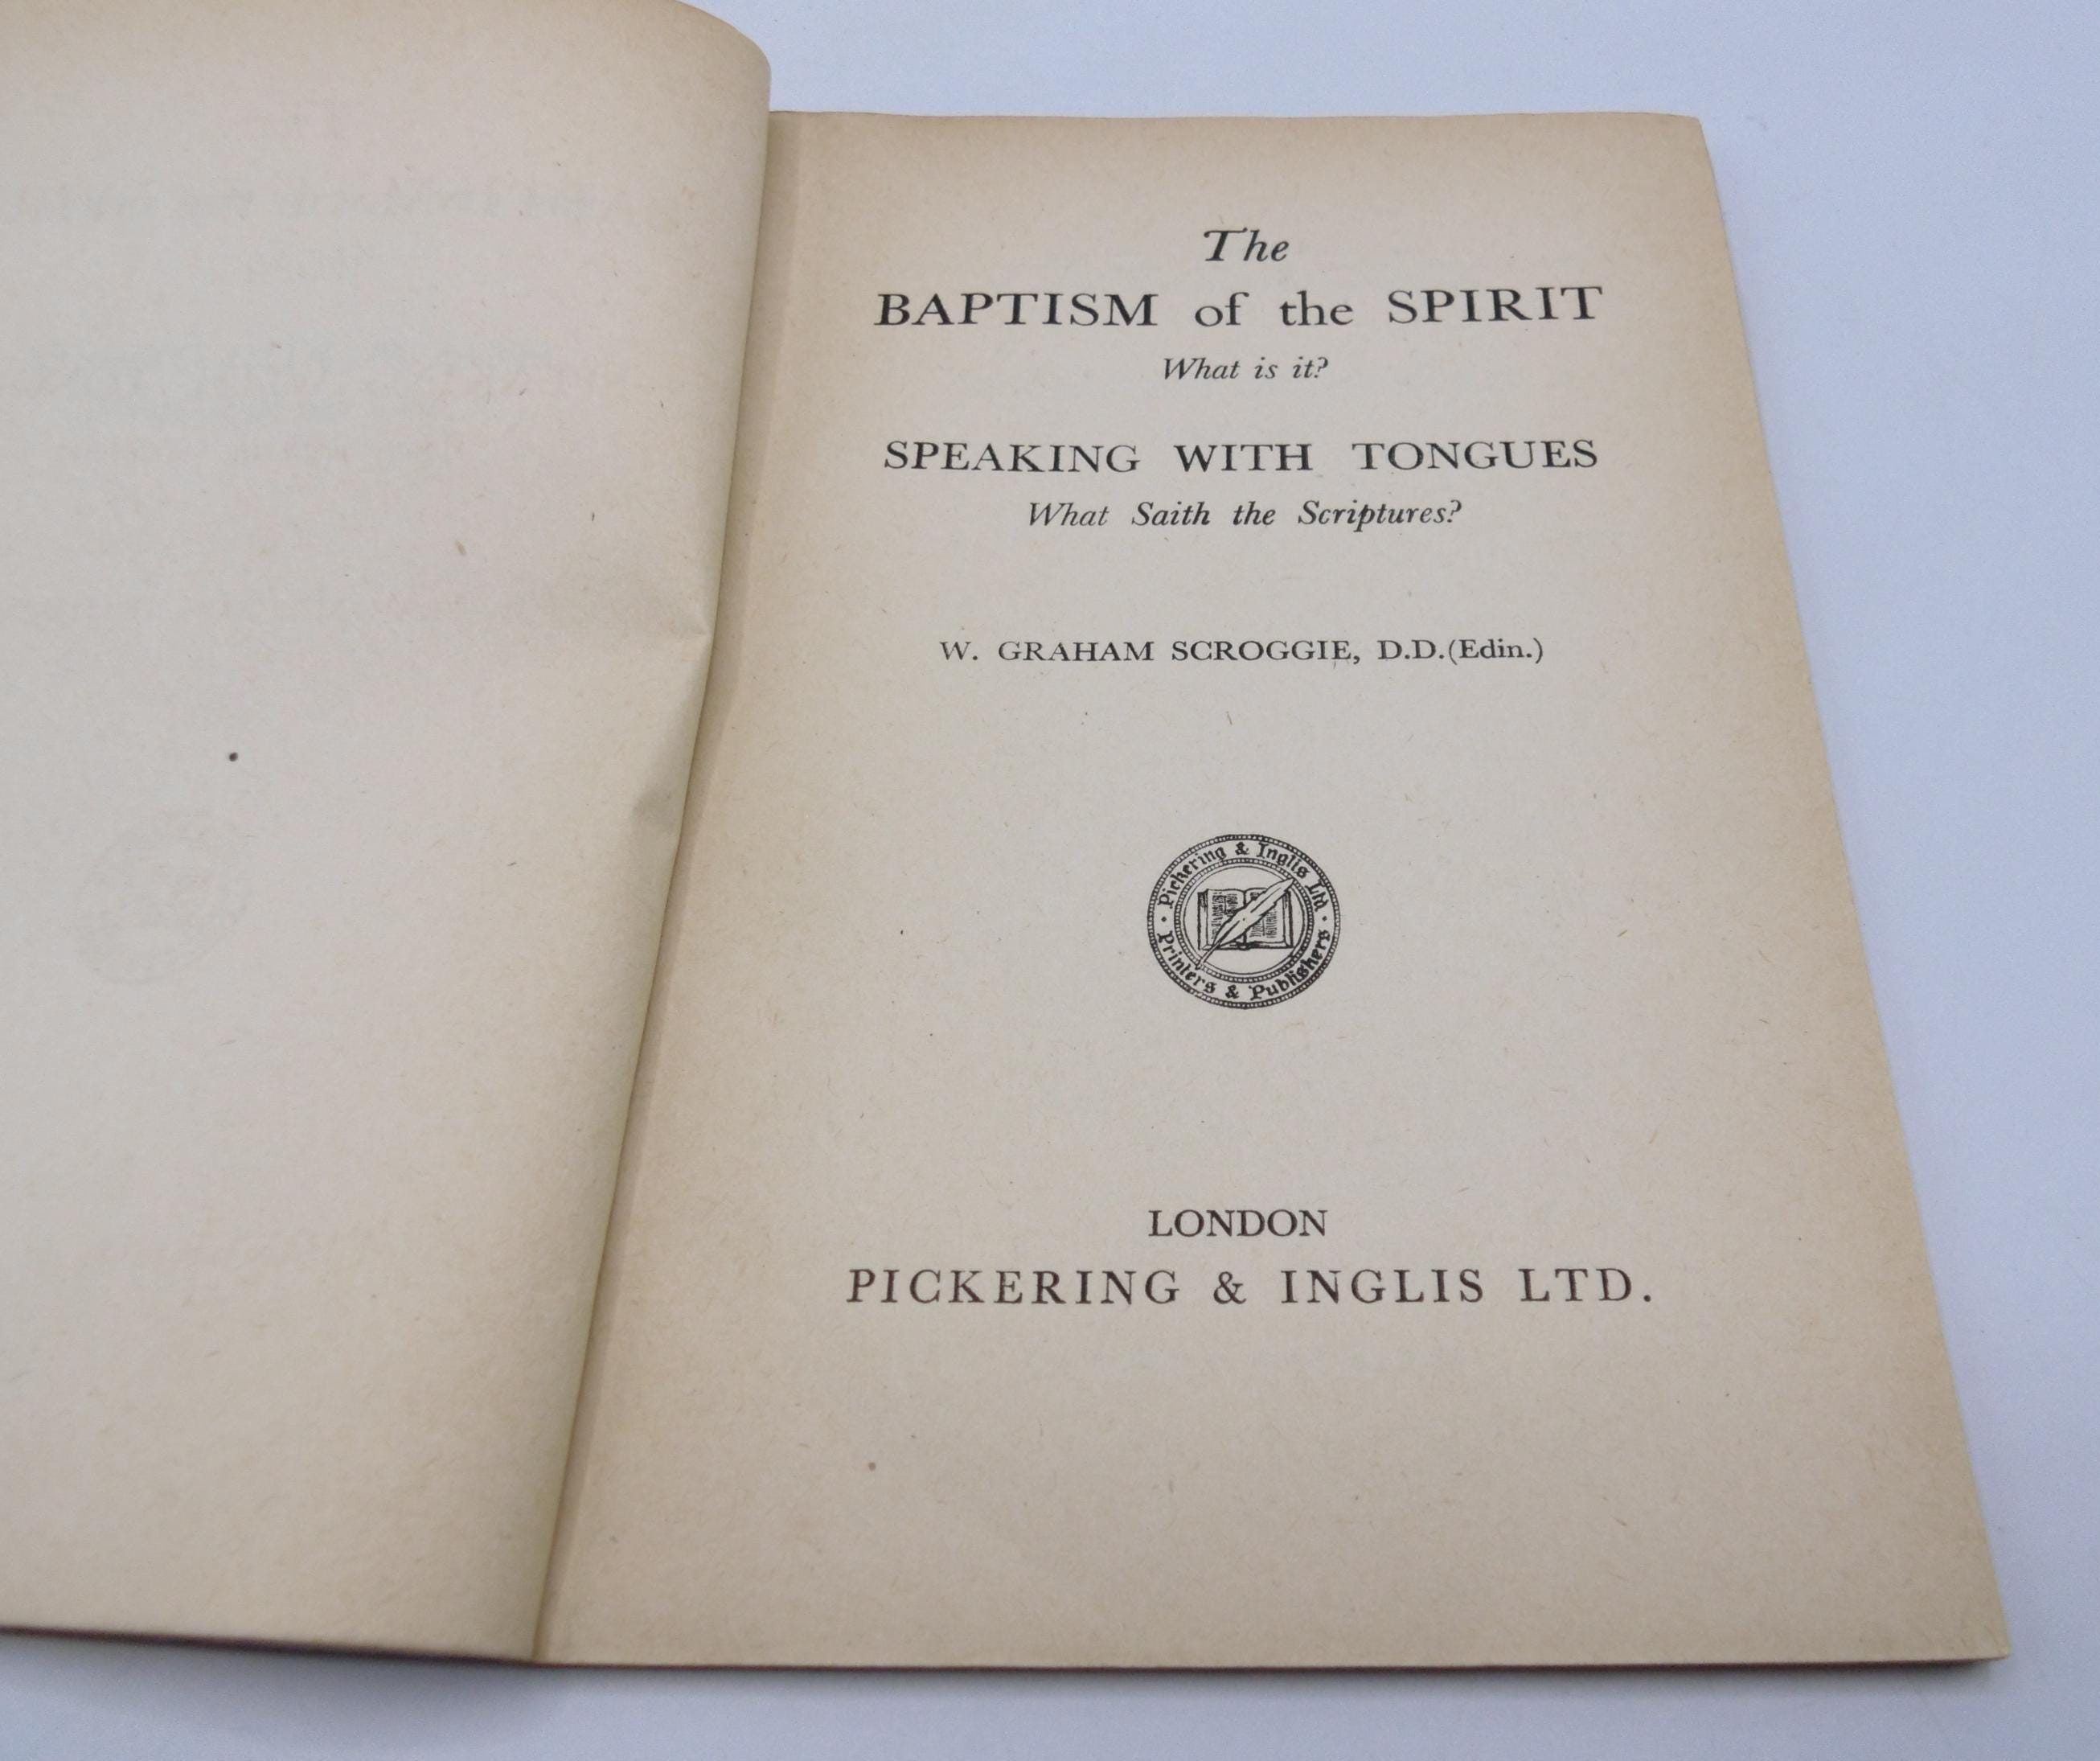 The
BAPTISM of the SPIRIT
What is it?
SPEAKING WITH TONGUES
What Saith the Scriptures?
W. GRAHAM SCROGGIE, D.D.(Edin.)
Pickering & Inglis Ltd
Printers & Publishers
LONDON
PICKERING & INGLIS LTD.